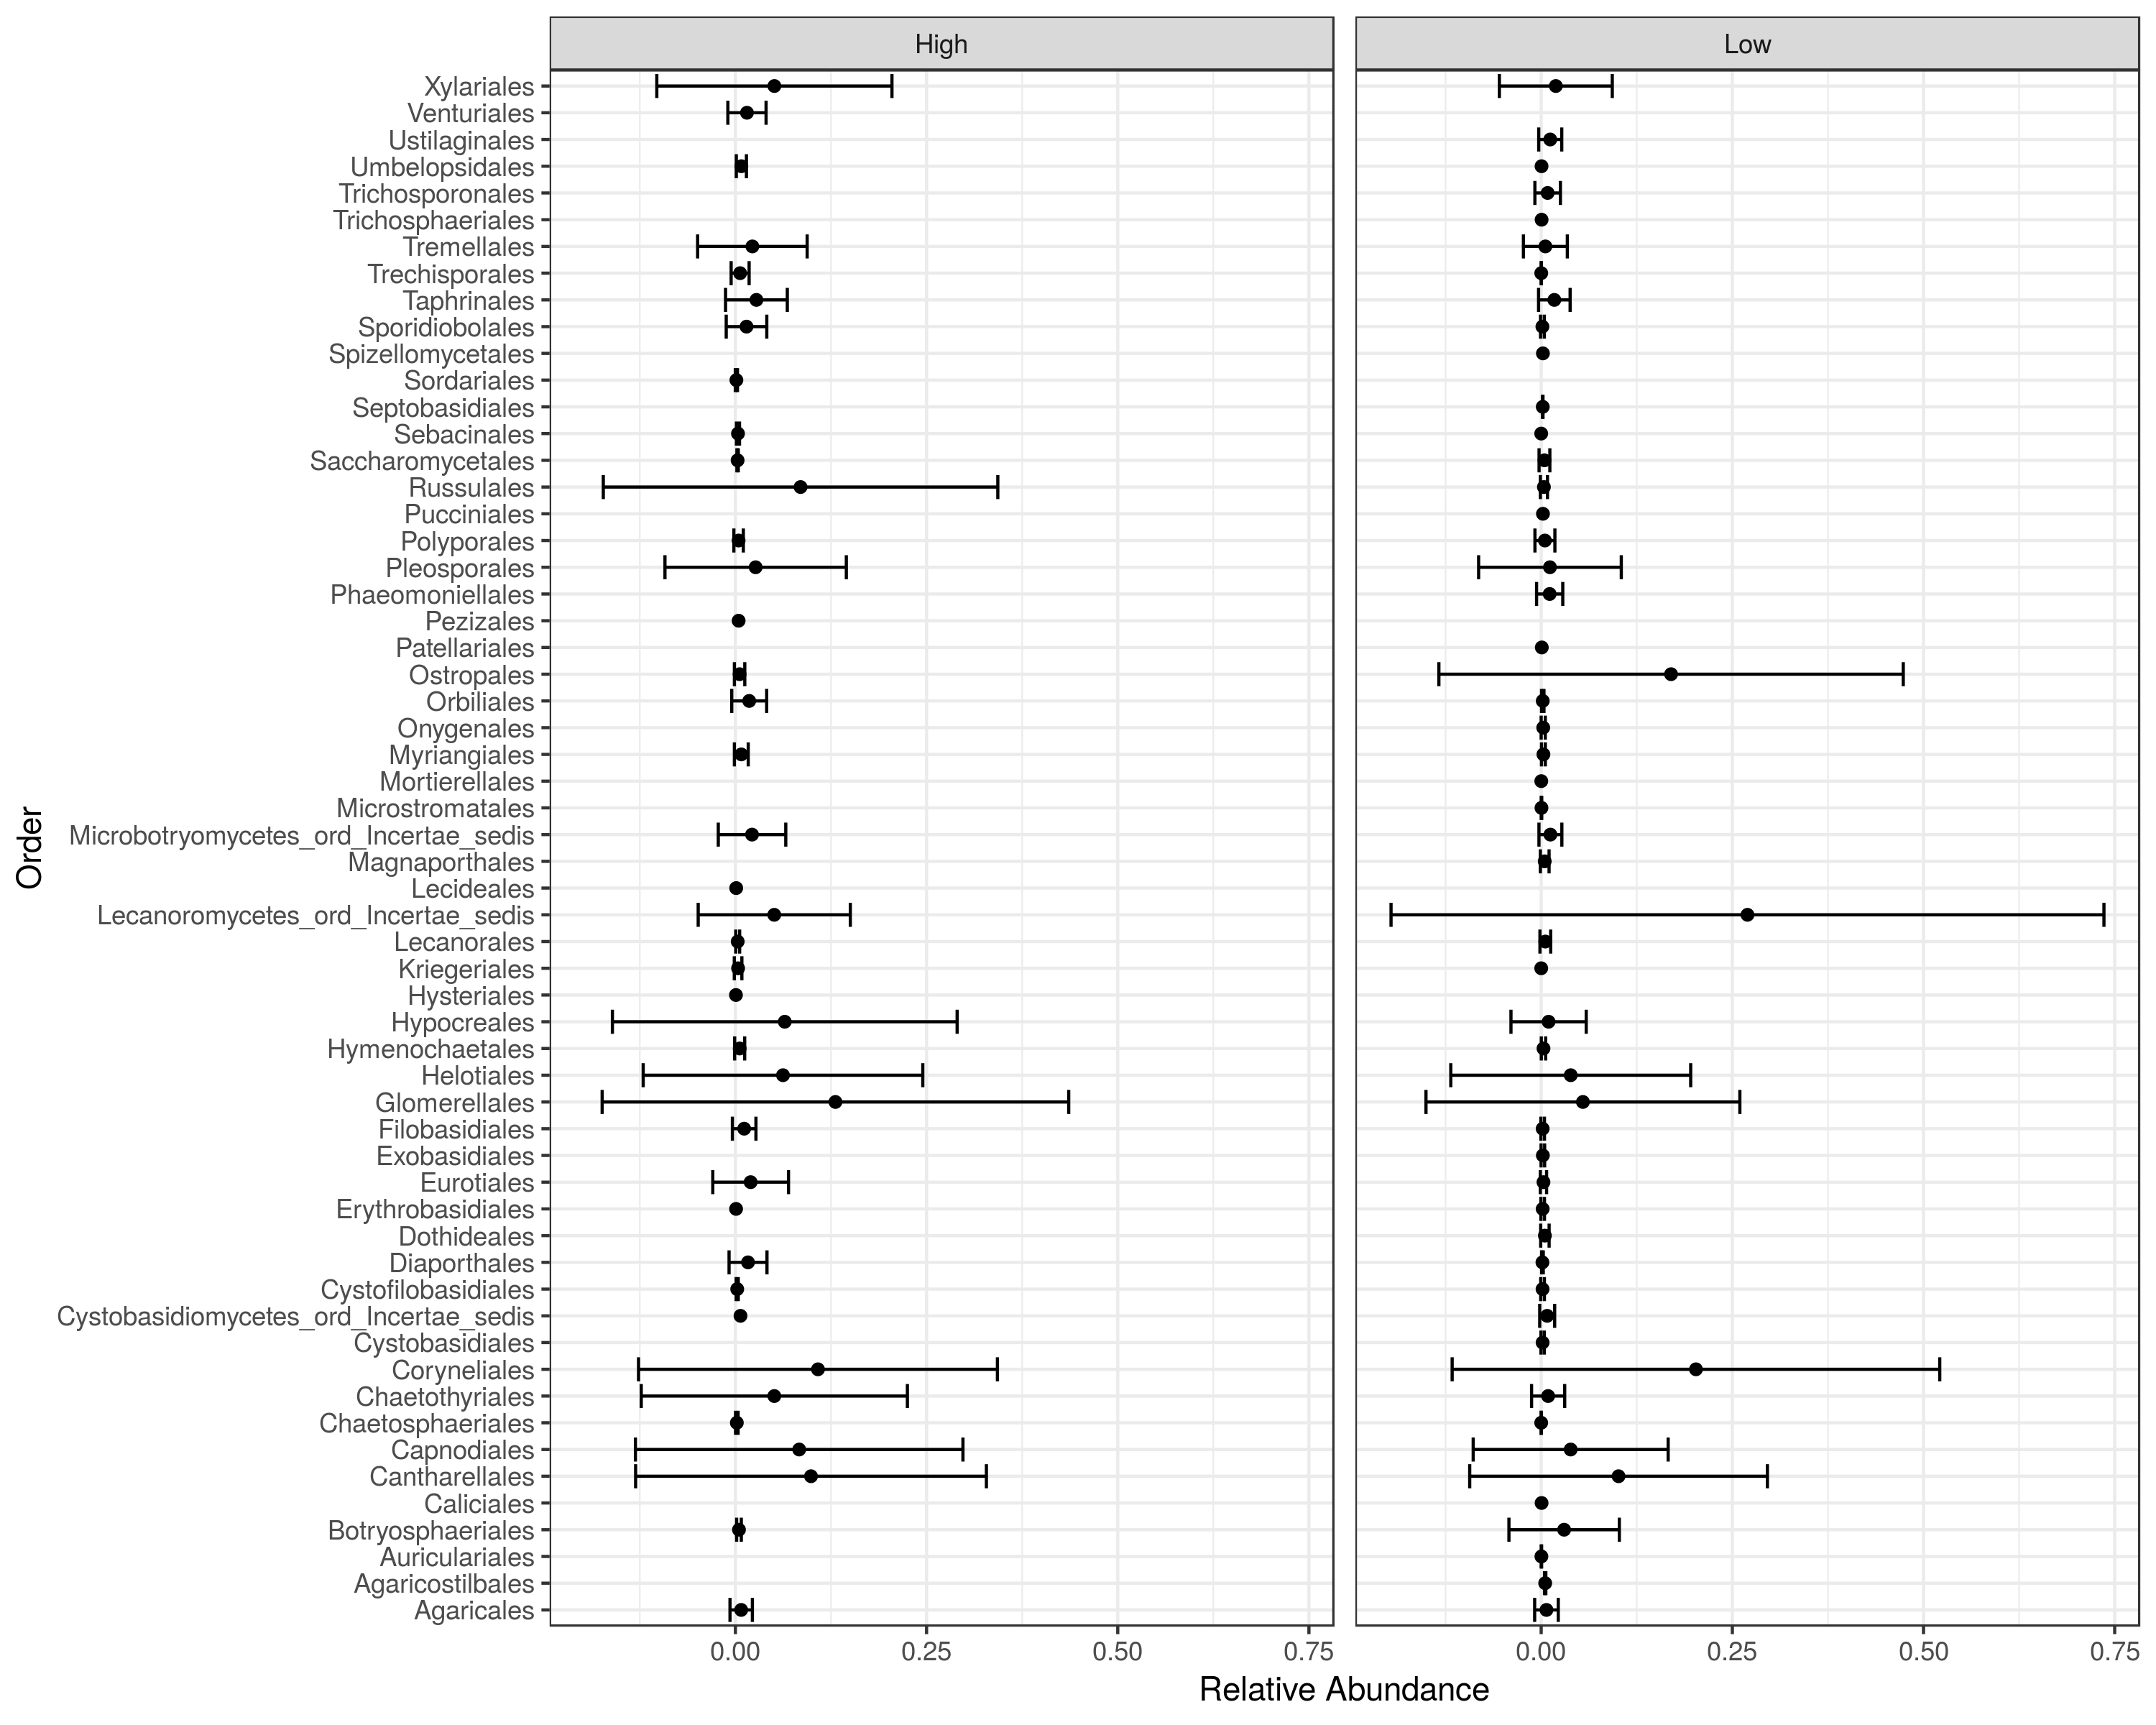 High
Low
Xylariales
Venturiales
Ustilaginales
Umbelopsidales
Trichosporonales
Trichosphaeriales
Tremellales
Trechisporales
Taphrinales
Sporidiobolales
Spizellomycetales
Sordariales
Septobasidiales
Sebacinales
Saccharomycetales
Russulales
Pucciniales
Polyporales
Pleosporales
Phaeomoniellales
Pezizales
Patellariales
Ostropales
Orbiliales
Onygenales
Myriangiales
Mortierellales
Microstromatales
Microbotryomycetes_ord_Incertae_sedis
Magnaporthales
Lecideales
Lecanoromycetes_ord_Incertae_sedis
Lecanorales
Kriegeriales
Hysteriales
Hypocreales
Hymenochaetales
Helotiales
Glomerellales
Filobasidiales
Exobasidiales
Eurotiales
Erythrobasidiales
Dothideales
Diaporthales
Cystofilobasidiales
Cystobasidiomycetes_ord_Incertae_sedis
Cystobasidiales
Coryneliales
Chaetothyriales
Chaetosphaeriales
Capnodiales
Cantharellales
Caliciales
Botryosphaeriales
Auriculariales
Agaricostilbales
Agaricales
Order
0.00 0.25 0.50 0.75
0.00 0.25 0.50 0.75
Relative Abundance